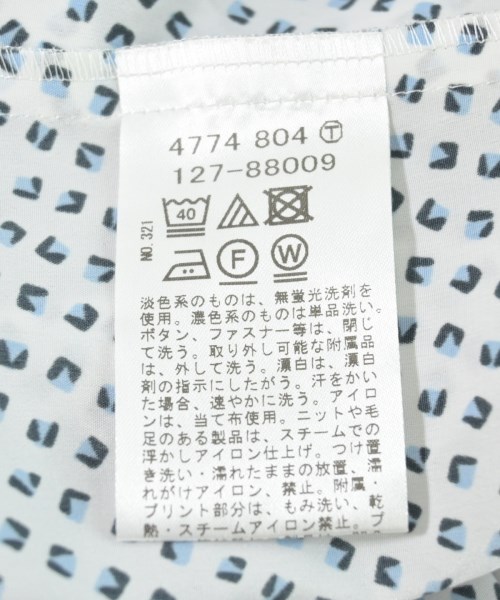 4774 804 Ⓣ
127-88009
NO. 321
40
F W
淡色系のものは、無蛍光洗剤を
使用。濃色系のものは単品洗い。
ボタン、ファスナー等は、閉じ
て洗う。取り外し可能な附属品
は、外して洗う。漂白は、漂白
剤の指示にしたがう。汗をかい
た場合、速やかに洗う。アイロ
ンは、当て布使用。ニットや毛
足のある製品は、スチームでの
浮かしアイロン仕上げ。つけ置
き洗い・濡れたままの放置、濡
れがけアイロン、禁止。附属・
プリント部分は、もみ洗い、乾
熱・スチームアイロン禁止。プ